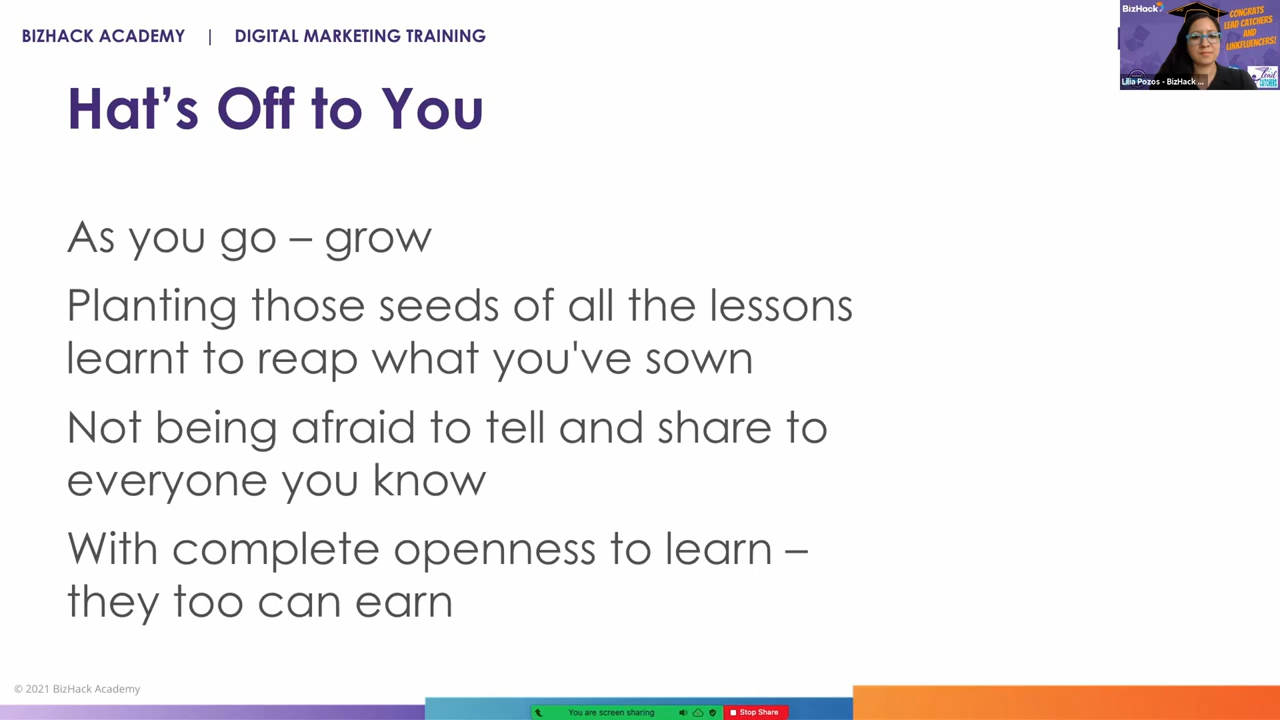 BIZHACK ACADEMY | DIGITAL MARKETING TRAINING
BizHack
CONGRATS
LEAD CATCHERS
AND
LINKFLUENCERS!
Lilia Pozos - BizHack ...
Hat’s Off to You
As you go – grow
Planting those seeds of all the lessons
learnt to reap what you've sown
Not being afraid to tell and share to
everyone you know
With complete openness to learn –
they too can earn
© 2021 BizHack Academy
You are screen sharing
Stop Share